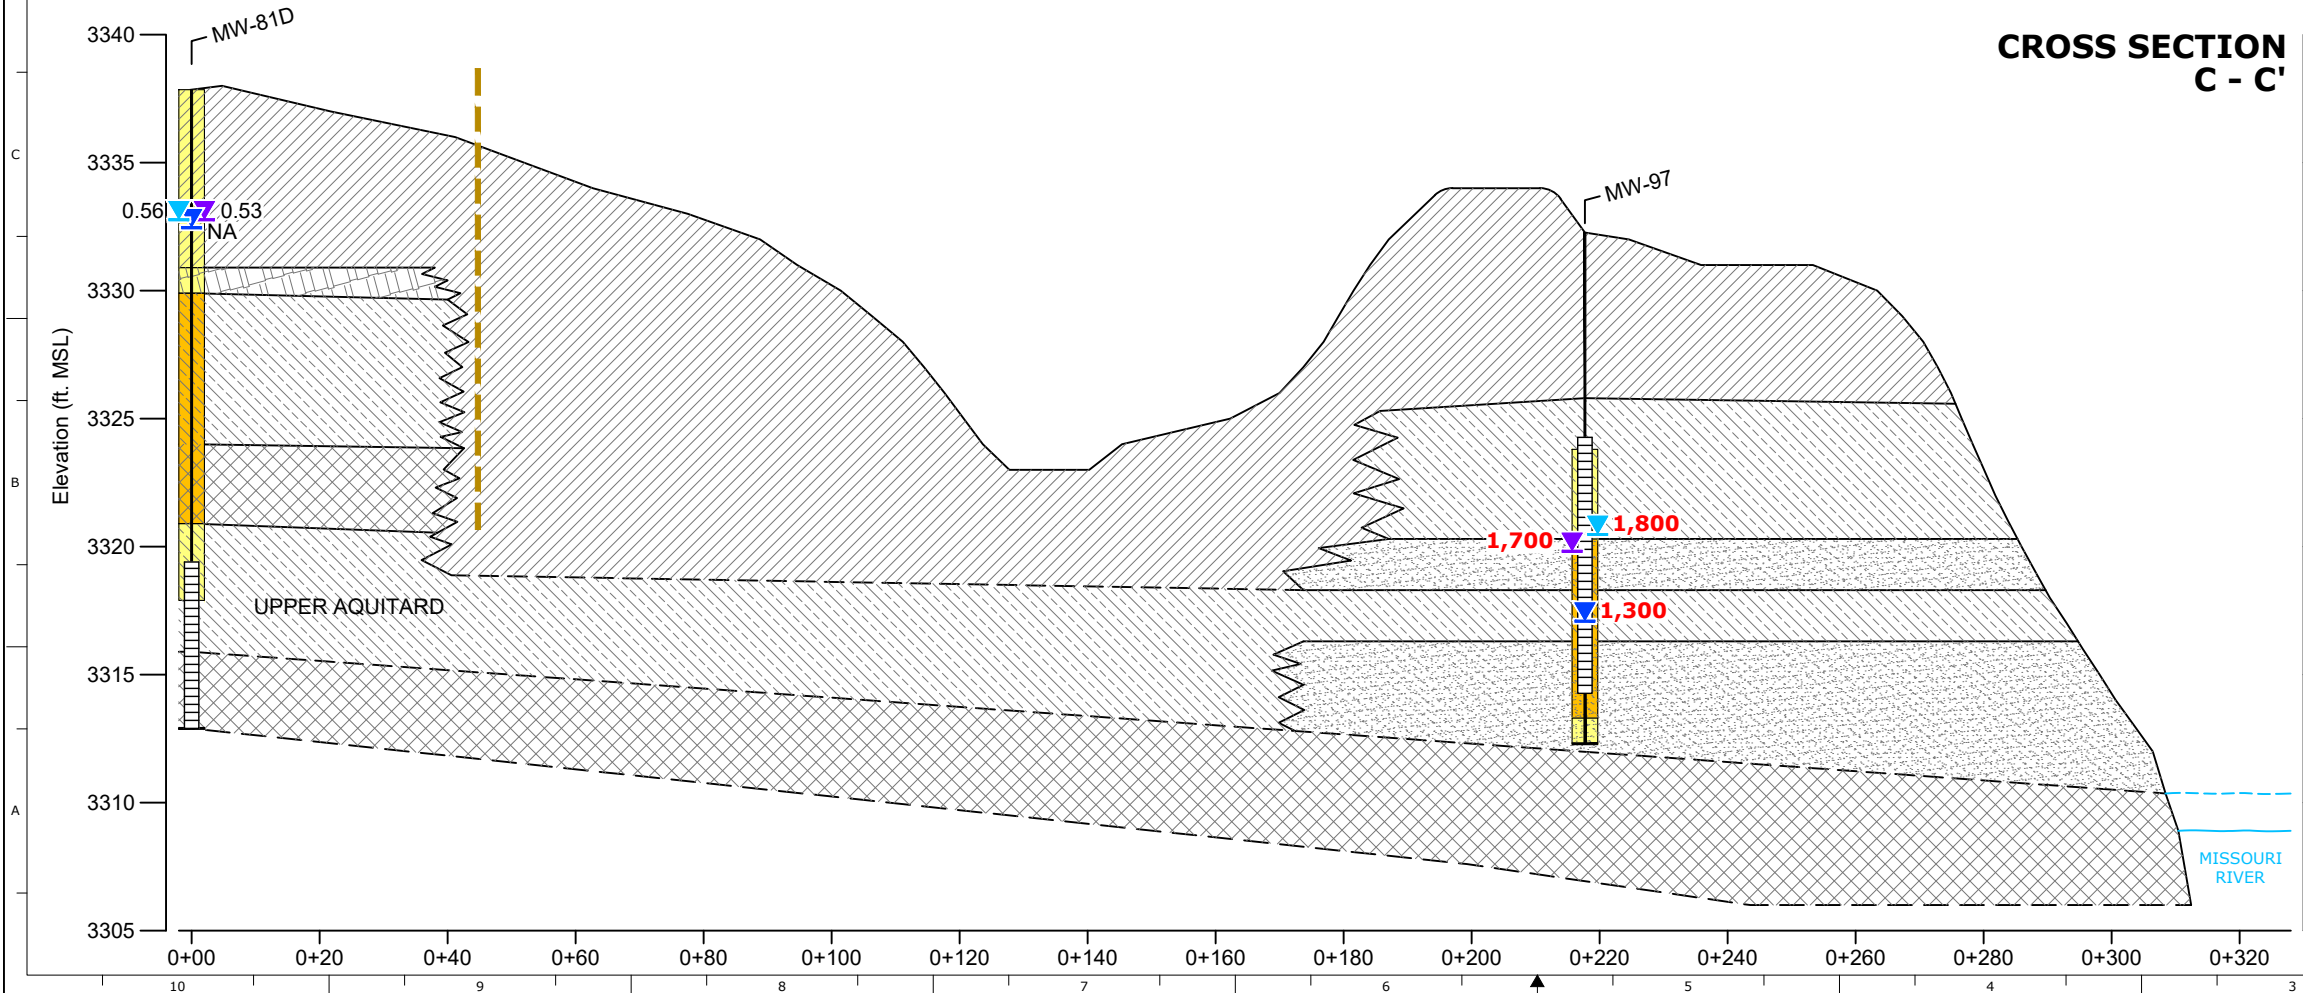 CROSS SECTION
C - C'
MW-81D
MW-97
3340
3335
3330
3325
3320
3315
3310
3305
Elevation (ft. MSL)
C
B
A
0.56
0.53
NA
1,800
1,700
1,300
UPPER AQUITARD
MISSOURI
RIVER
0+00 0+20 0+40 0+60 0+80 0+100 0+120 0+140 0+160 0+180 0+200 0+220 0+240 0+260 0+280 0+300 0+320
10 9 8 7 6 5 4 3